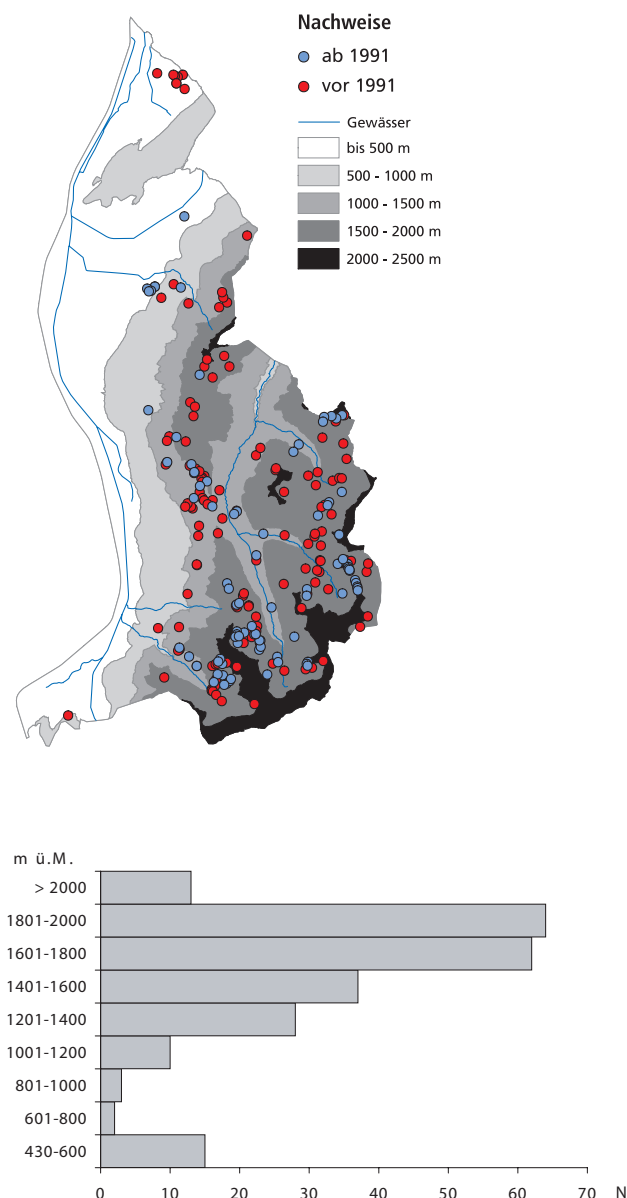 Nachweise
ab 1991
vor 1991
Gewässer
bis 500 m
500 - 1000 m
1000 - 1500 m
1500 - 2000 m
2000 - 2500 m
m ü.M.
> 2000
1801-2000
1601-1800
1401-1600
1201-1400
1001-1200
801-1000
601-800
430-600
0 10 20 30 40 50 60 70 N